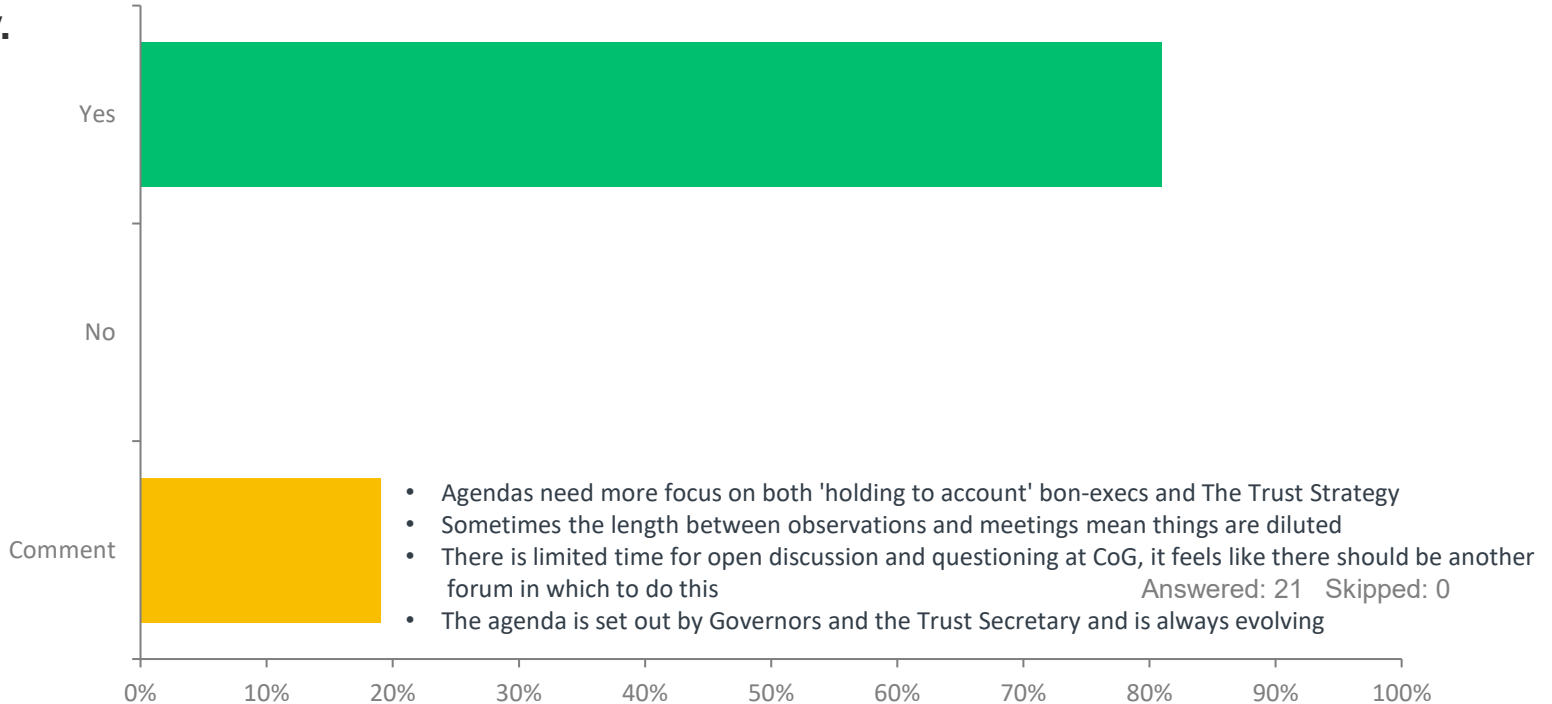 Yes
No
Comment
• Agendas need more focus on both 'holding to account' bon-execs and The Trust Strategy
• Sometimes the length between observations and meetings mean things are diluted
• There is limited time for open discussion and questioning at CoG, it feels like there should be another
forum in which to do this
Answered: 21 Skipped: 0
• The agenda is set out by Governors and the Trust Secretary and is always evolving
0% 10% 20% 30% 40% 50% 60% 70% 80% 90% 100%